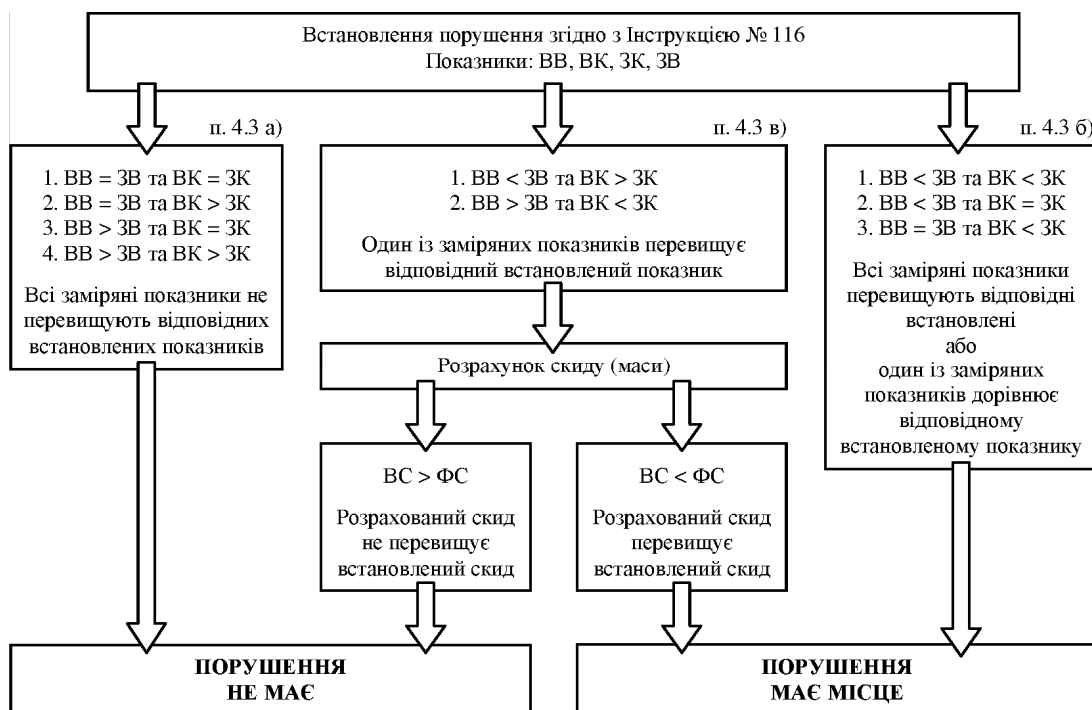 Встановлення порушення згідно з Інструкцією № 116
Показники: ВВ, ВК, ЗК, ЗВ
п. 4.3 а)
1. ВВ = ЗВ та ВК = ЗК
2. ВВ = ЗВ та ВК > ЗК
3. ВВ > ЗВ та ВК = ЗК
4. ВВ > ЗВ та ВК > ЗК
Всі заміряні показники не
перевищують відповідних
встановлених показників
п. 4.3 в)
1. ВВ < ЗВ та ВК > ЗК
2. ВВ > ЗВ та ВК < ЗК
Один із заміряних показників перевищує
відповідний встановлений показник
п. 4.3 б)
1. ВВ < ЗВ та ВК < ЗК
2. ВВ < ЗВ та ВК = ЗК
3. ВВ = ЗВ та ВК < ЗК
Всі заміряні показники
перевищують відповідні
встановлені
або
один із заміряних
показників дорівнює
відповідному
встановленому показнику
Розрахунок скиду (маси)
ВС > ФС
Розрахований скид
не перевищує
встановлений скид
ВС < ФС
Розрахований скид
перевищує
встановлений скид
ПОРУШЕННЯ
НЕ МАЄ
ПОРУШЕННЯ
МАЄ МІСЦЕ